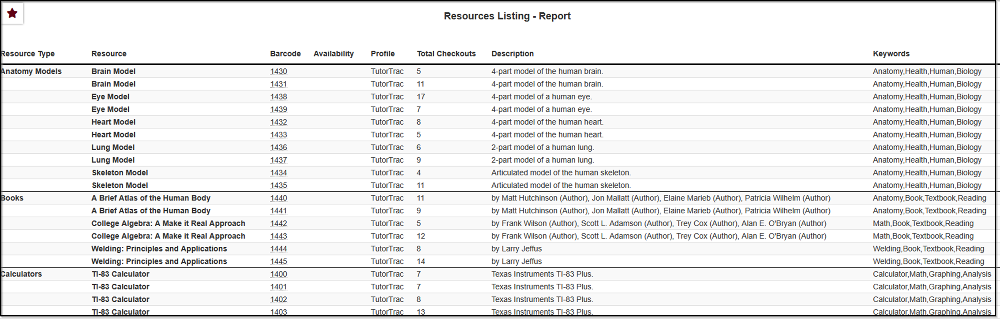 Resources Listing - Report
Resource Type Resource Barcode Availability Profile Total Checkouts Description Keywords
Anatomy Models Brain Model 1430 TutorTrac 5 4-part model of the human brain. Anatomy,Health,Human,Biology
Brain Model 1431 TutorTrac 11 4-part model of the human brain. Anatomy,Health,Human,Biology
Eye Model 1438 TutorTrac 17 4-part model of a human eye. Anatomy,Health,Human,Biology
Eye Model 1439 TutorTrac 7 4-part model of a human eye. Anatomy,Health,Human,Biology
Heart Model 1432 TutorTrac 8 4-part model of the human heart. Anatomy,Health,Human,Biology
Heart Model 1433 TutorTrac 5 4-part model of the human heart. Anatomy,Health,Human,Biology
Lung Model 1436 TutorTrac 6 2-part model of a human lung. Anatomy,Health,Human,Biology
Lung Model 1437 TutorTrac 9 2-part model of a human lung. Anatomy,Health,Human,Biology
Skeleton Model 1434 TutorTrac 4 Articulated model of the human skeleton. Anatomy,Health,Human,Biology
Skeleton Model 1435 TutorTrac 11 Articulated model of the human skeleton. Anatomy,Health,Human,Biology
Books A Brief Atlas of the Human Body 1440 TutorTrac 11 by Matt Hutchinson (Author), Jon Mallatt (Author), Elaine Marieb (Author), Patricia Wilhelm (Author) Anatomy,Book,Textbook,Reading
A Brief Atlas of the Human Body 1441 TutorTrac 9 by Matt Hutchinson (Author), Jon Mallatt (Author), Elaine Marieb (Author), Patricia Wilhelm (Author) Anatomy,Book,Textbook,Reading
College Algebra: A Make it Real Approach 1442 TutorTrac 5 by Frank Wilson (Author), Scott L. Adamson (Author), Trey Cox (Author), Alan E. O'Bryan (Author) Math,Book,Textbook,Reading
College Algebra: A Make it Real Approach 1443 TutorTrac 12 by Frank Wilson (Author), Scott L. Adamson (Author), Trey Cox (Author), Alan E. O'Bryan (Author) Math,Book,Textbook,Reading
Welding: Principles and Applications 1444 TutorTrac 8 by Larry Jeffus Welding,Book,Textbook,Reading
Welding: Principles and Applications 1445 TutorTrac 14 by Larry Jeffus Welding,Book,Textbook,Reading
Calculators TI-83 Calculator 1400 TutorTrac 7 Texas Instruments TI-83 Plus. Calculator,Math,Graphing,Analysis
TI-83 Calculator 1401 TutorTrac 7 Texas Instruments TI-83 Plus. Calculator,Math,Graphing,Analysis
TI-83 Calculator 1402 TutorTrac 8 Texas Instruments TI-83 Plus. Calculator,Math,Graphing,Analysis
TI-83 Calculator 1403 TutorTrac 13 Texas Instruments TI-83 Plus. Calculator,Math,Graphing,Analysis